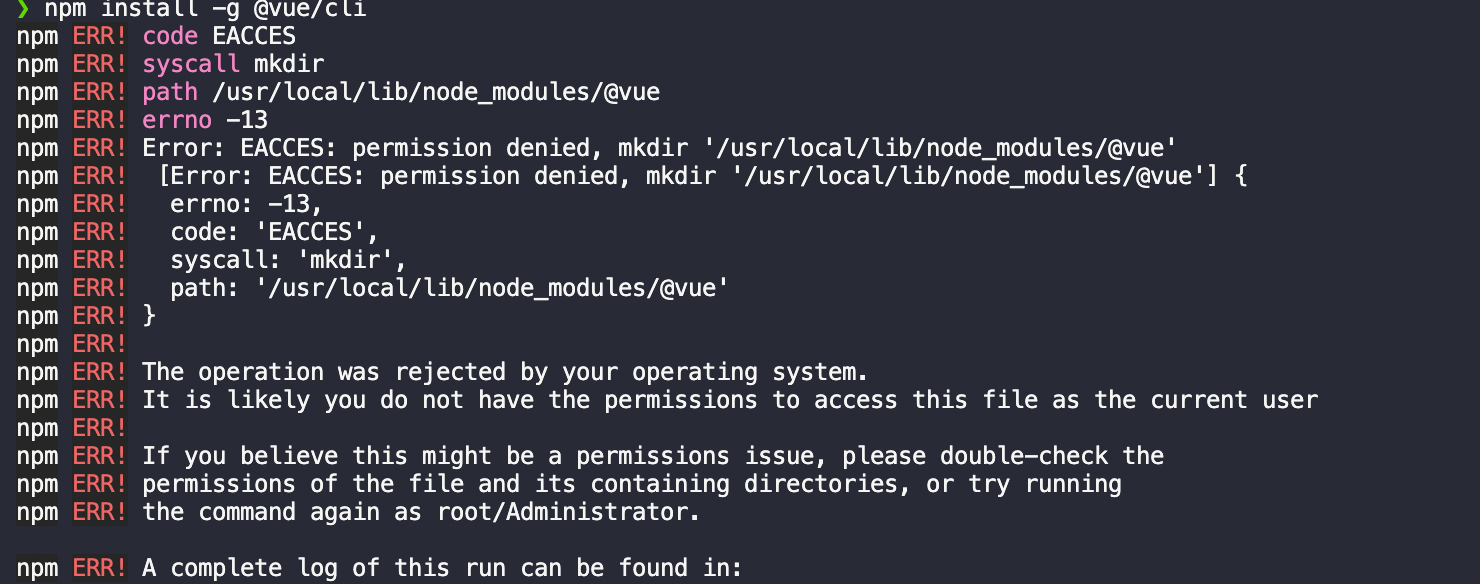 ❯ npm install -g @vue/cli
npm ERR! code EACCES
npm ERR! syscall mkdir
npm ERR! path /usr/local/lib/node_modules/@vue
npm ERR! errno -13
npm ERR! Error: EACCES: permission denied, mkdir '/usr/local/lib/node_modules/@vue'
npm ERR!  [Error: EACCES: permission denied, mkdir '/usr/local/lib/node_modules/@vue'] {
npm ERR!   errno: -13,
npm ERR!   code: 'EACCES',
npm ERR!   syscall: 'mkdir',
npm ERR!   path: '/usr/local/lib/node_modules/@vue'
npm ERR! }
npm ERR!
npm ERR! The operation was rejected by your operating system.
npm ERR! It is likely you do not have the permissions to access this file as the current user
npm ERR!
npm ERR! If you believe this might be a permissions issue, please double-check the
npm ERR! permissions of the file and its containing directories, or try running
npm ERR! the command again as root/Administrator.

npm ERR! A complete log of this run can be found in: